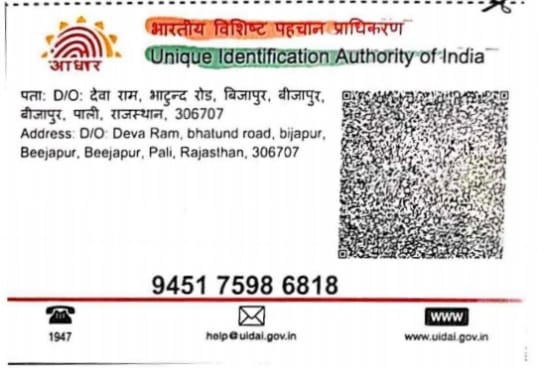 भारतीय विशिष्ट पहचान प्राधिकरण
Unique Identification Authority of India
आधार
पता: D/O: देवा राम, भाटुन्द रोड, बिजापुर, बीजापुर,
बीजापुर, पाली, राजस्थान, 306707
Address: D/O: Deva Ram, bhatund road, bijapur,
Beejapur, Beejapur, Pali, Rajasthan, 306707
9451 7598 6818
1947
help@uidai.gov.in
WWW
www.uidai.gov.in